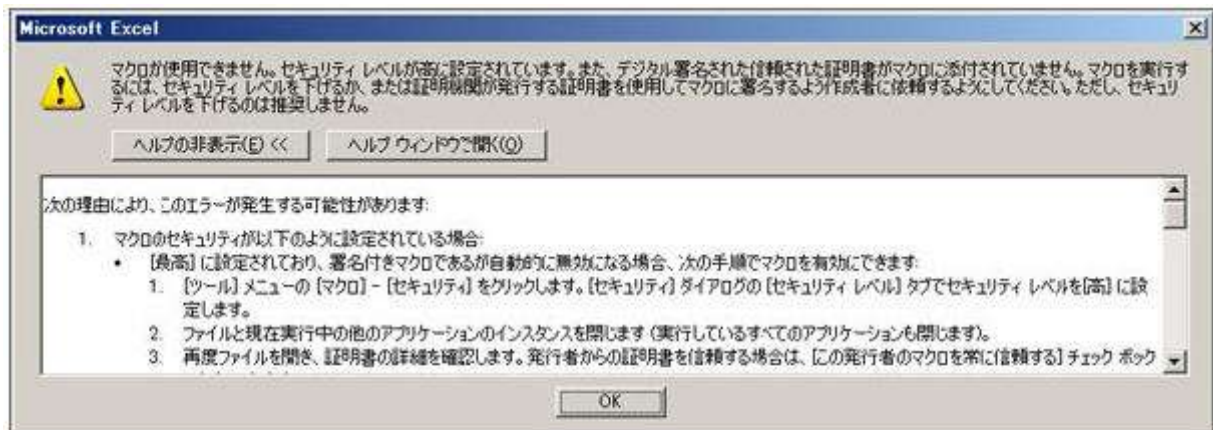 Microsoft Excel
マクロが使用できません。セキュリティ レベルが高に設定されています。また、デジタル署名された信頼された証明書がマクロに添付されていません。マクロを実行す
るには、セキュリティ レベルを下げるか、または証明機関が発行する証明書を使用してマクロに署名するよう作成者に依頼するようにしてください。ただし、セキュリ
ティ レベルを下げるのは推奨しません。
ヘルプの非表示(E) << ヘルプ ウィンドウで開く(O)
次の理由により、このエラーが発生する可能性があります:
1. マクロのセキュリティが以下のように設定されている場合:
• [最高] に設定されており、署名付きマクロであるが自動的に無効になる場合、次の手順でマクロを有効にできます:
1. [ツール] メニューの [マクロ] - [セキュリティ] をクリックします。[セキュリティ] ダイアログの [セキュリティ レベル] タブでセキュリティ レベルを[高] に設
定します。
2. ファイルと現在実行中の他のアプリケーションのインスタンスを閉じます (実行しているすべてのアプリケーションも閉じます)。
3. 再度ファイルを開き、証明書の詳細を確認します。発行者からの証明書を信頼する場合は、[この発行者のマクロを常に信頼する] チェック ボック
OK